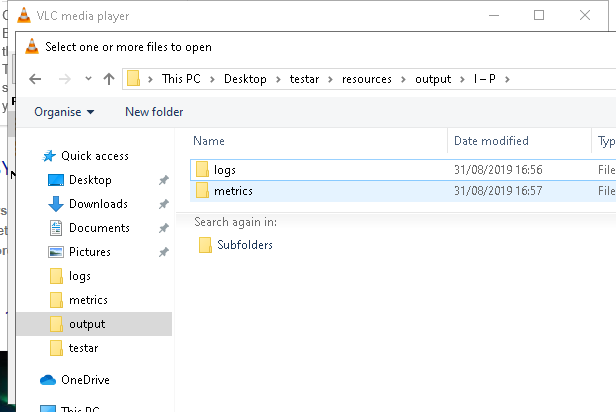 VLC media player
Select one or more files to open
This PC > Desktop > testar > resources > output > I – P >
Organise New folder
Name Date modified Typ
Quick access
Desktop
Downloads
Documents
Pictures
logs
metrics
output
testar
OneDrive
This PC
logs 31/08/2019 16:56 File
metrics 31/08/2019 16:57 File
Search again in:
Subfolders